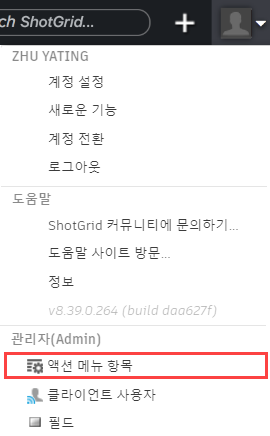 ch ShotGrid...
ZHU YATING
계정 설정
새로운 기능
계정 전환
로그아웃
도움말
ShotGrid 커뮤니티에 문의하기...
도움말 사이트 방문...
정보
v8.39.0.264 (build daa627f)
관리자(Admin)
액션 메뉴 항목
클라이언트 사용자
필드